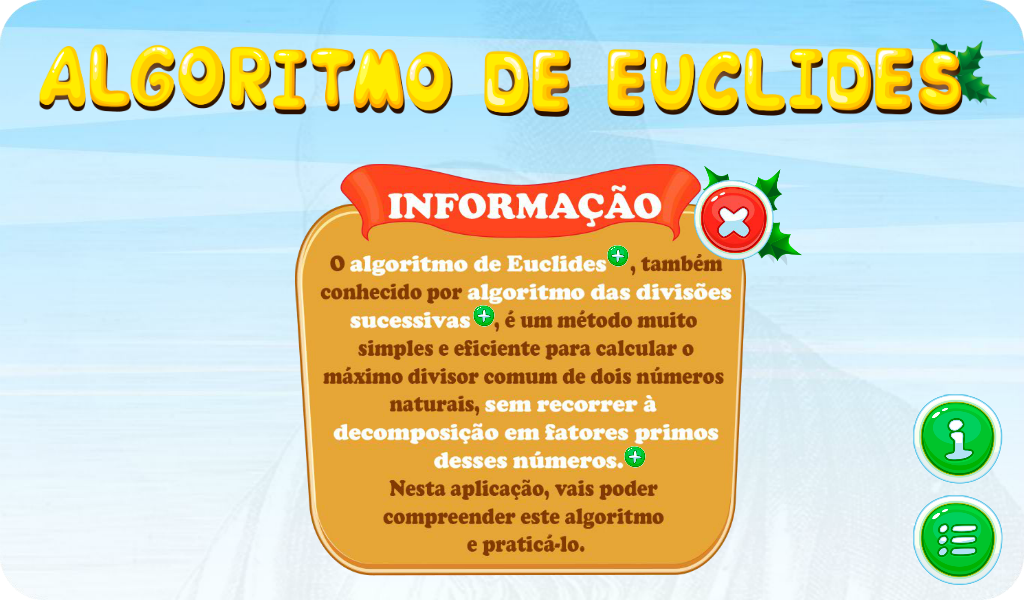 ALGORITMO DE EUCLIDES
INFORMAÇÃO
O algoritmo de Euclides, também
conhecido por algoritmo das divisões
sucessivas, é um método muito
simples e eficiente para calcular o
máximo divisor comum de dois números
naturais, sem recorrer à
decomposição em fatores primos
desses números.
Nesta aplicação, vais poder
compreender este algoritmo
e praticá-lo.